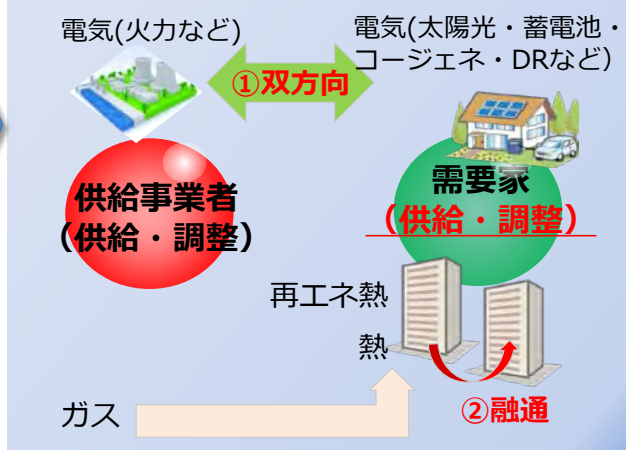 電気(火力など)
電気(太陽光・蓄電池・
コージェネ・DRなど)
①双方向
供給事業者
(供給・調整)
需要家
(供給・調整)
再エネ熱
熱
②融通
ガス